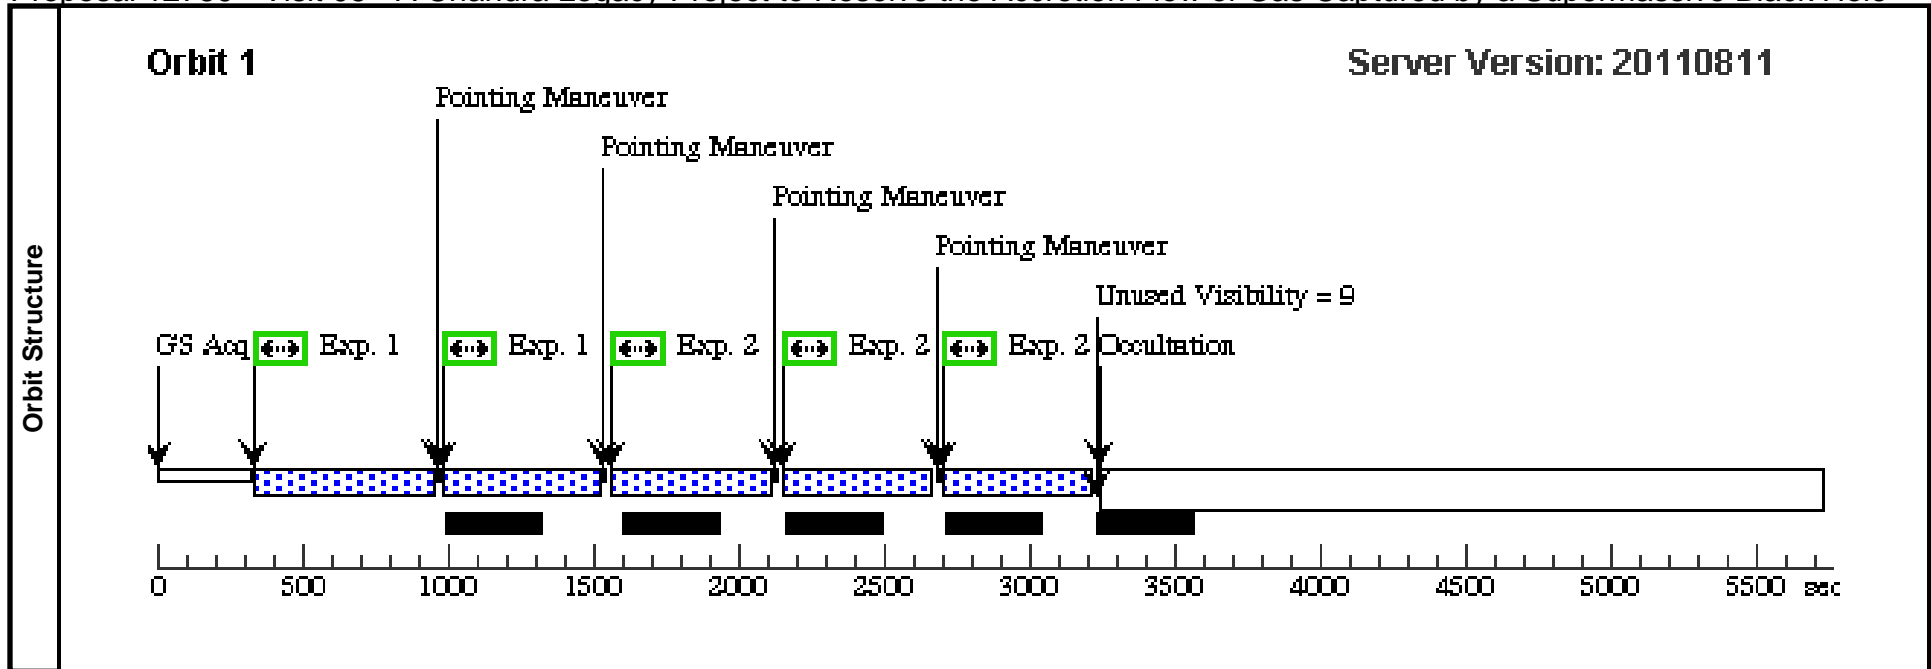 Orbit Structure
Orbit 1
Server Version: 20110811
Pointing Maneuver
Pointing Maneuver
Pointing Maneuver
Pointing Maneuver
Unused Visibility = 9
GS Acq Exp. 1 Exp. 1 Exp. 2 Exp. 2 Exp. 2 Occultation
0 500 1000 1500 2000 2500 3000 3500 4000 4500 5000 5500 sec